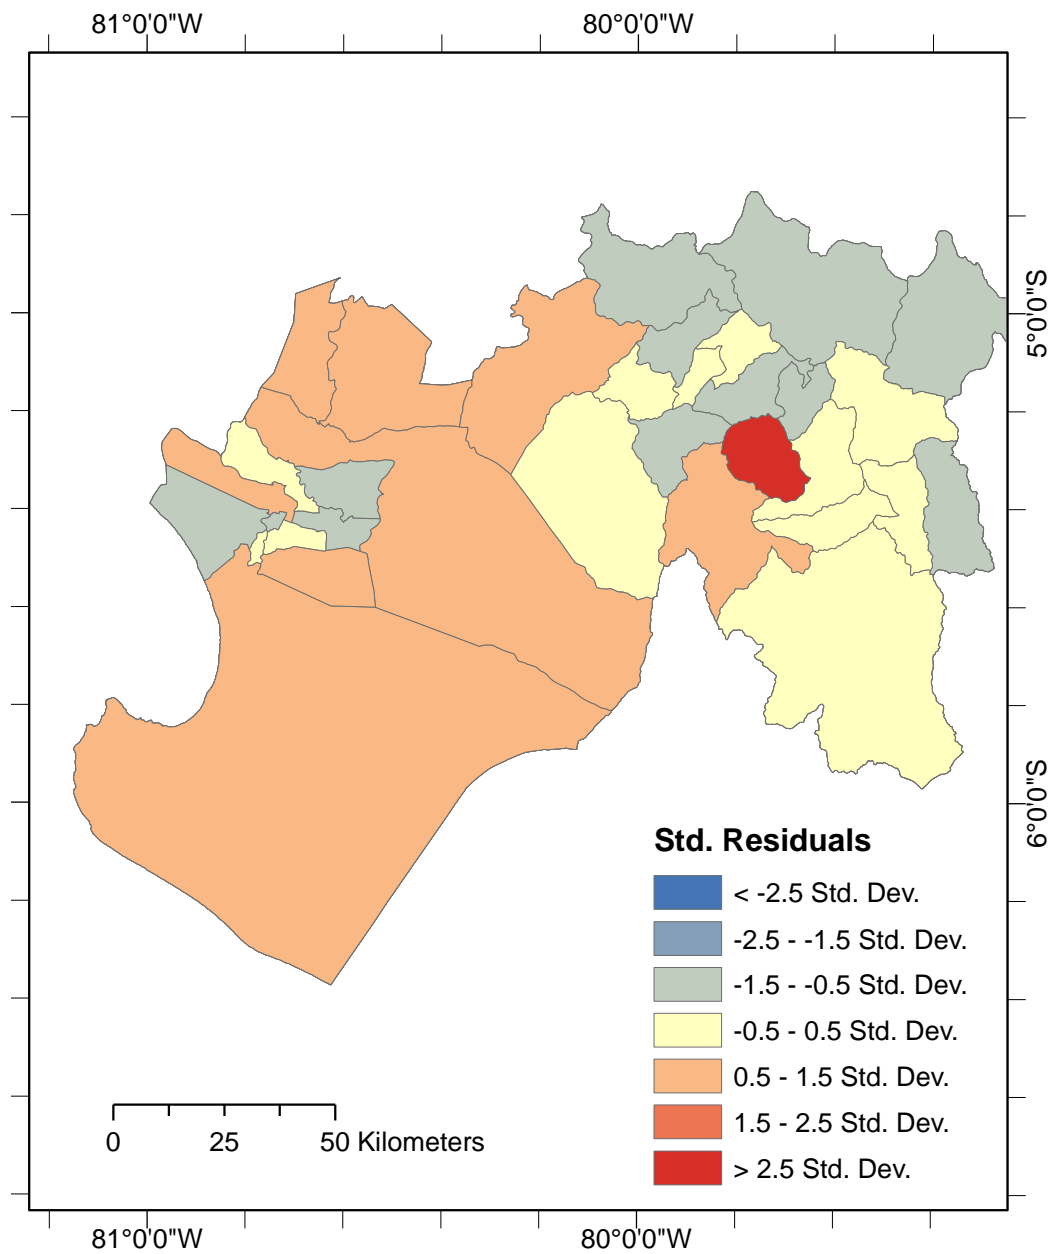 81°0'0"W 80°0'0"W
5°0'0"S
6°0'0"S
Std. Residuals
< -2.5 Std. Dev.
-2.5 - -1.5 Std. Dev.
-1.5 - -0.5 Std. Dev.
-0.5 - 0.5 Std. Dev.
0.5 - 1.5 Std. Dev.
1.5 - 2.5 Std. Dev.
> 2.5 Std. Dev.
0 25 50 Kilometers
81°0'0"W 80°0'0"W